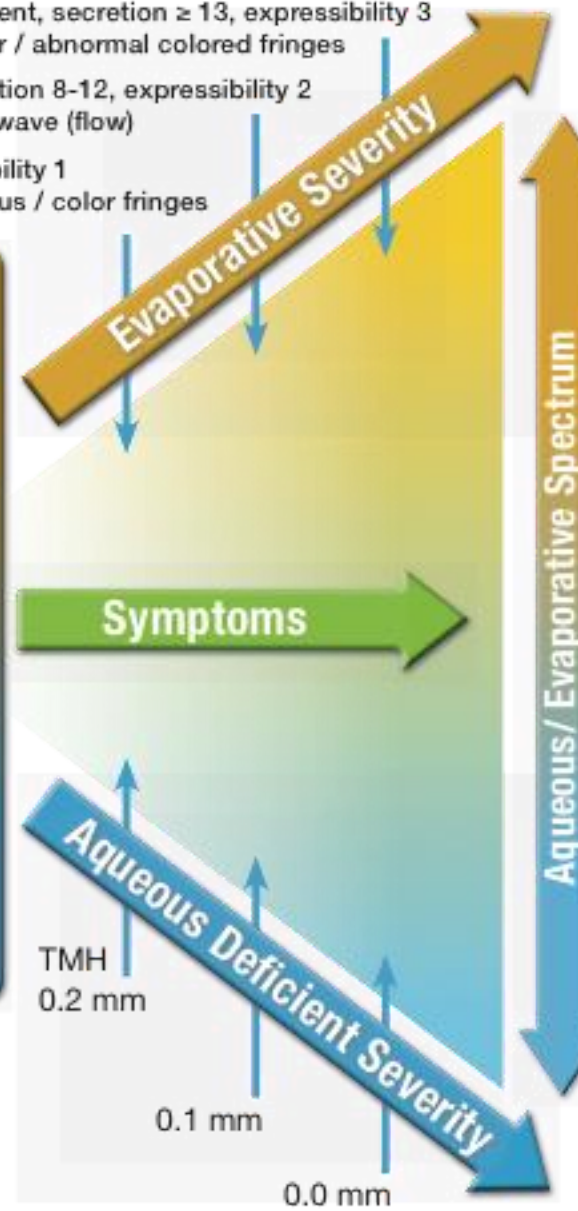 ent, secretion ≥ 13, expressibility 3
r / abnormal colored fringes
tion 8-12, expressibility 2
wave (flow)
ility 1
us / color fringes
Evaporative Severity
Symptoms
Aqueous/ Evaporative Spectrum
Aqueous Deficient Severity
TMH
0.2 mm
0.1 mm
0.0 mm